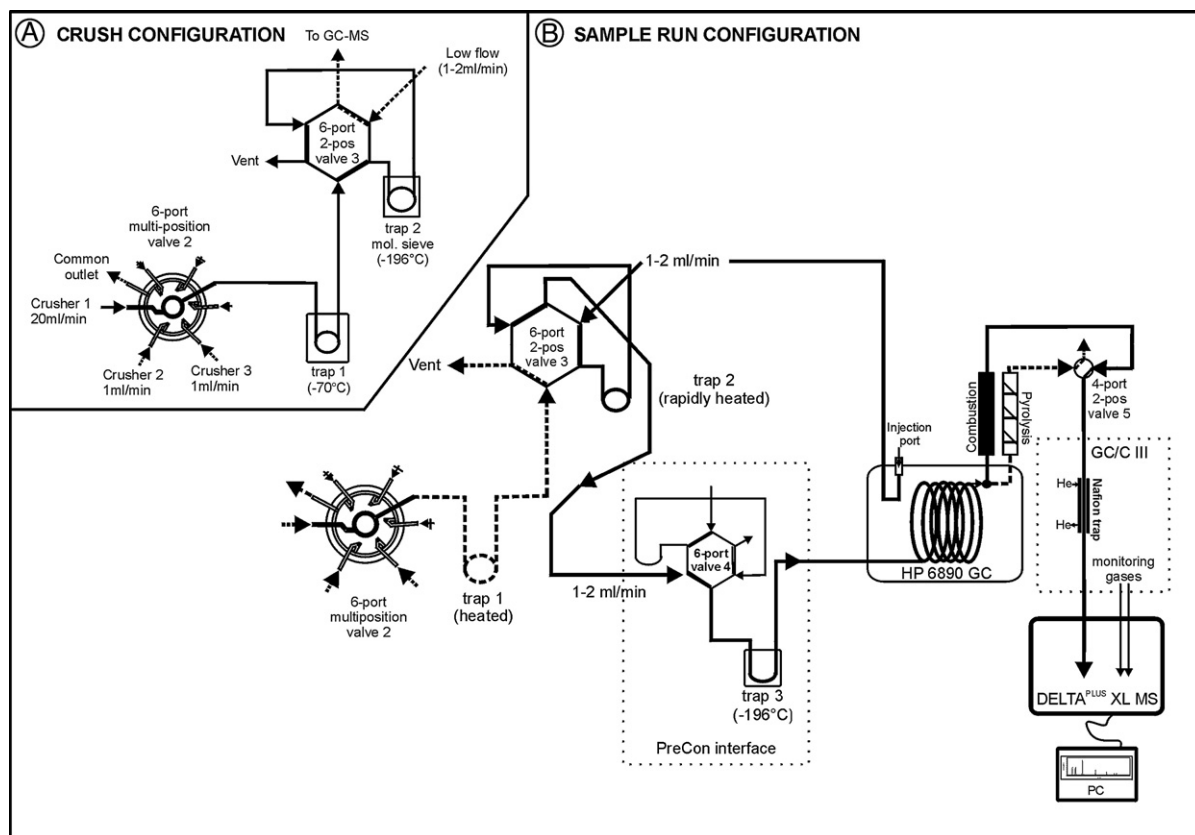 A CRUSH CONFIGURATION
To GC-MS
Low flow
(1-2ml/min)
6-port
2-pos
valve 3
Vent
6-port
multi-position
valve 2
trap 2
mol. sieve
(-196°C)
Common
outlet
Crusher 1
20ml/min
Crusher 2
1ml/min
Crusher 3
1ml/min
trap 1
(-70°C)
B SAMPLE RUN CONFIGURATION
1-2 ml/min
6-port
2-pos
valve 3
Vent
trap 2
(rapidly heated)
6-port
multiposition
valve 2
trap 1
(heated)
1-2 ml/min
6-port
valve 4
trap 3
(-196°C)
PreCon interface
Injection
port
HP 6890 GC
Combustion
Pyrolysis
4-port
2-pos
valve 5
GC/C III
He
He
Nafion trap
monitoring
gases
DELTA PLUS XL MS
PC